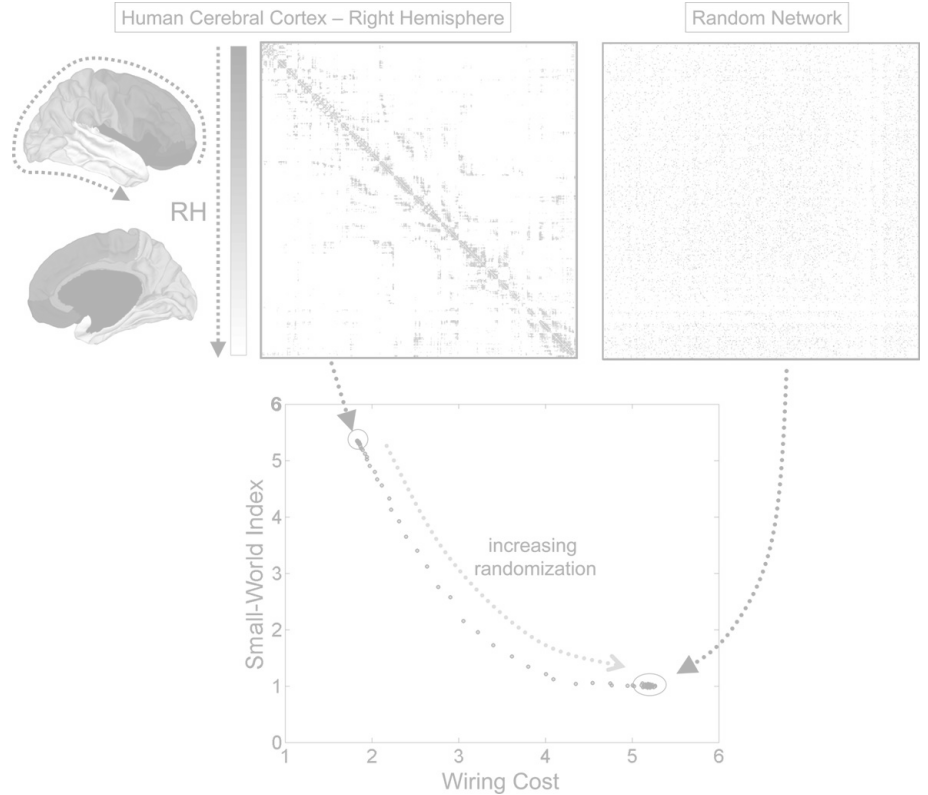 Human Cerebral Cortex – Right Hemisphere
Random Network
RH
6
5
4
3
2
1
0
Small-World Index
increasing
randomization
1 2 3 4 5 6
Wiring Cost